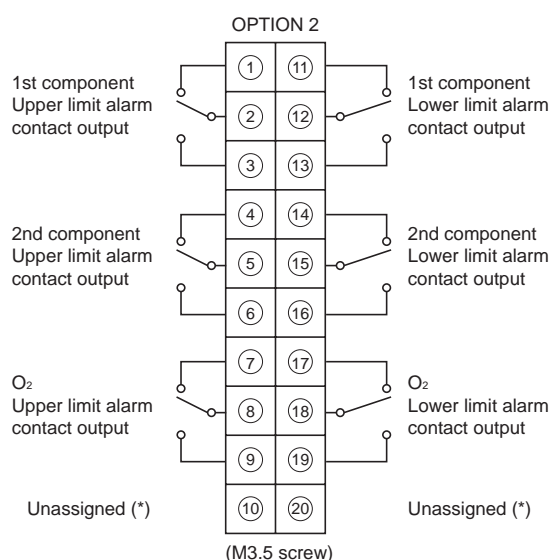 OPTION 2
1st component
Upper limit alarm
contact output
1 11
2 12
3 13
1st component
Lower limit alarm
contact output
2nd component
Upper limit alarm
contact output
4 14
5 15
6 16
2nd component
Lower limit alarm
contact output
O₂
Upper limit alarm
contact output
7 17
8 18
9 19
O₂
Lower limit alarm
contact output
Unassigned (*)
10 20
Unassigned (*)
(M3.5 screw)